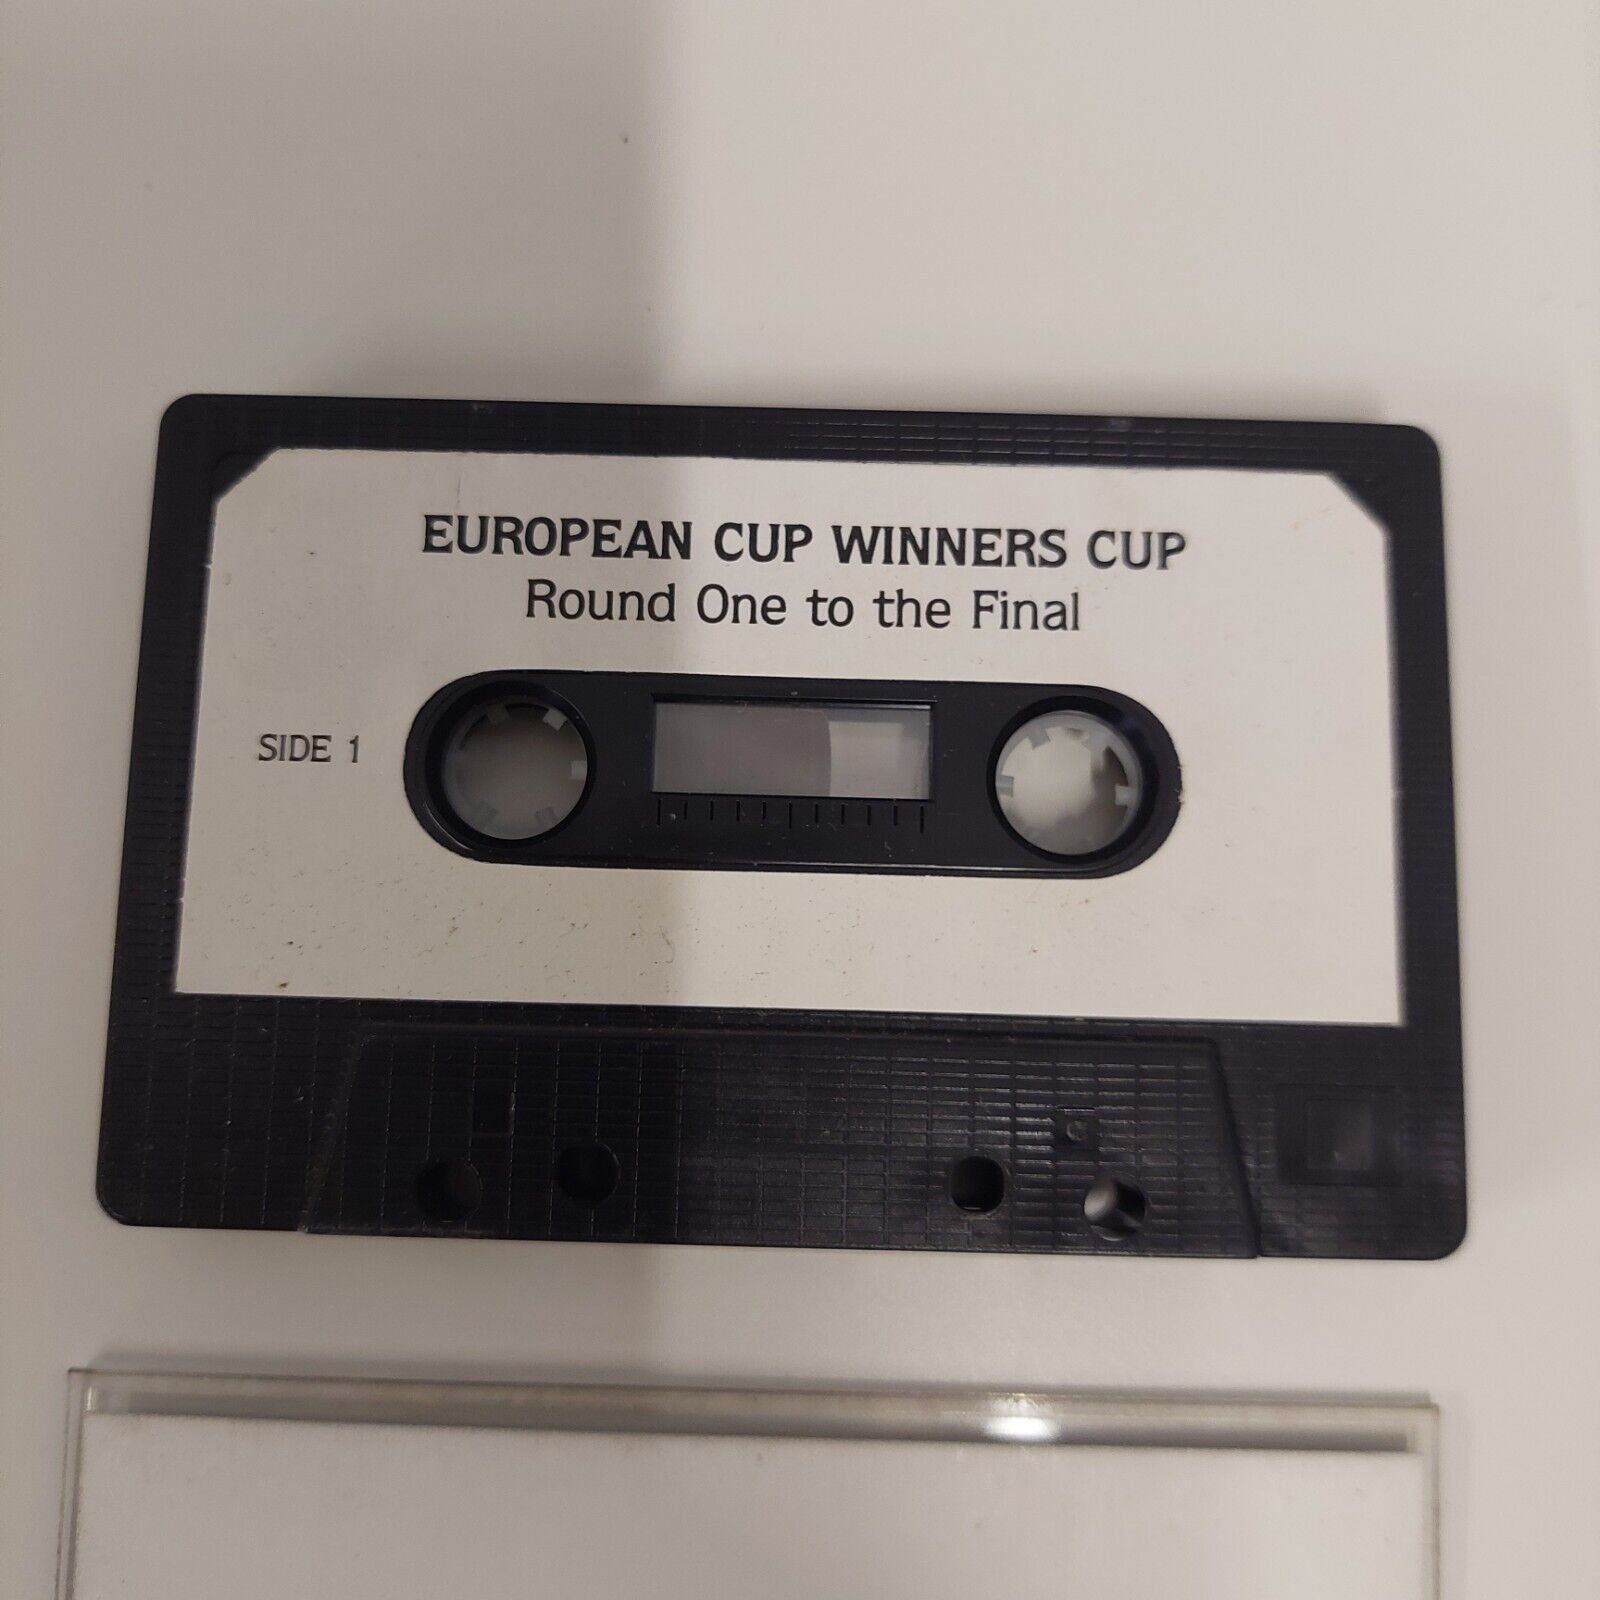 EUROPEAN CUP WINNERS CUP
Round One to the Final
SIDE 1